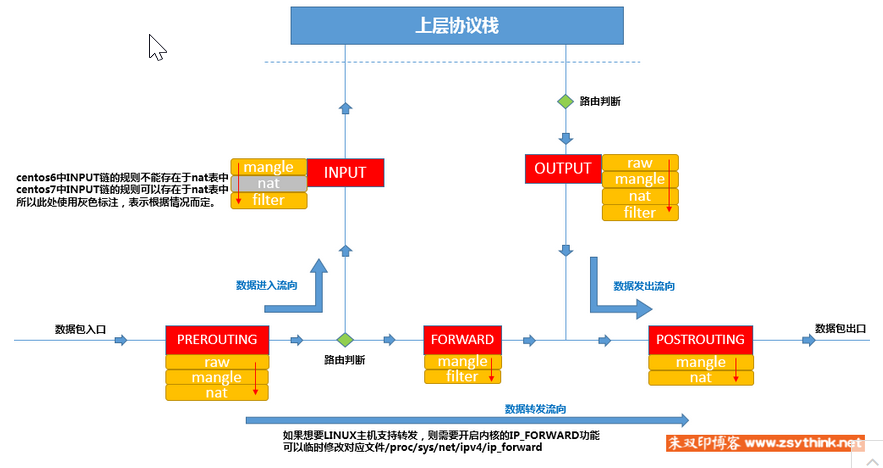 上层协议栈
路由判断
centos6中INPUT链的规则不能存在于nat表中
centos7中INPUT链的规则可以存在于nat表中
所以此处使用灰色标注，表示根据情况而定。
mangle
nat
filter
INPUT
OUTPUT
raw
mangle
nat
filter
数据进入流向
数据发出流向
数据包入口
PREROUTING
raw
mangle
nat
路由判断
FORWARD
mangle
filter
POSTROUTING
mangle
nat
数据包出口
数据转发流向
如果想要LINUX主机支持转发，则需要开启内核的IP_FORWARD功能
可以临时修改对应文件/proc/sys/net/ipv4/ip_forward
朱双印博客 www.zsythink.net